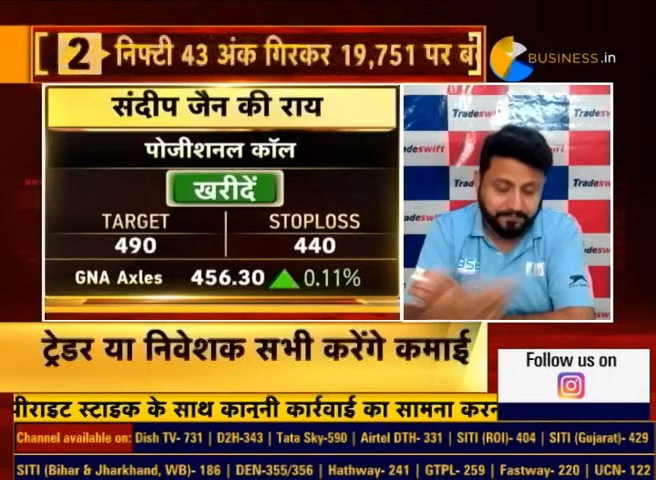 2 निफ्टी 43 अंक गिरकर 19,751 पर
BUSINESS.in
संदीप जैन की राय
पोजीशनल कॉल
खरीदें
TARGET STOPLOSS
490 440
GNA Axles 456.30 0.11%
Tradeswift
Tradeswift
ट्रेडर या निवेशक सभी करेंगे कमाई
Follow us on
स्टाइक के साथ कानूनी कार्रवाई का सामना
Channel available on: Dish TV- 731 | D2H-343 | Tata Sky-590 | Airtel DTH- 331 | SITI (ROI)- 404 | SITI (Gujarat)- 429
SITI (Bihar & Jharkhand, WB)- 186 | DEN-355/356 | Hathway- 241 | GTPL- 259 | Fastway- 220 | UCN- 122